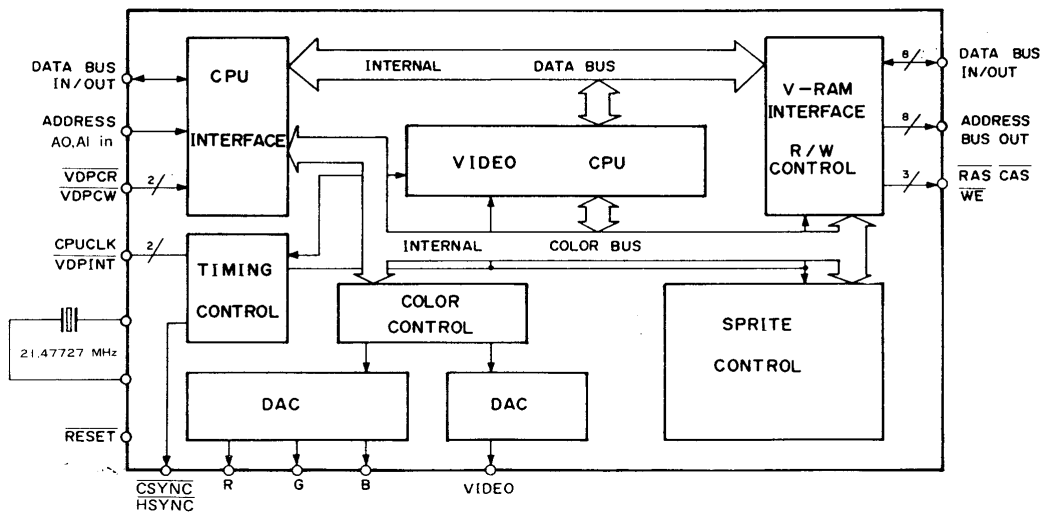 DATA BUS
IN/OUT
ADDRESS
A0,A1 in
VDPCR
VDPCW
2
CPUCLK
VDPINT
2
21.47727 MHz
RESET
CPU
INTERFACE
TIMING
CONTROL
INTERNAL DATA BUS
VIDEO CPU
INTERNAL COLOR BUS
COLOR
CONTROL
DAC
DAC
V-RAM
INTERFACE
R/W
CONTROL
SPRITE
CONTROL
8
DATA BUS
IN/OUT
8
ADDRESS
BUS OUT
3
RAS CAS
WE
CSYNC
HSYNC
R
G
B
VIDEO